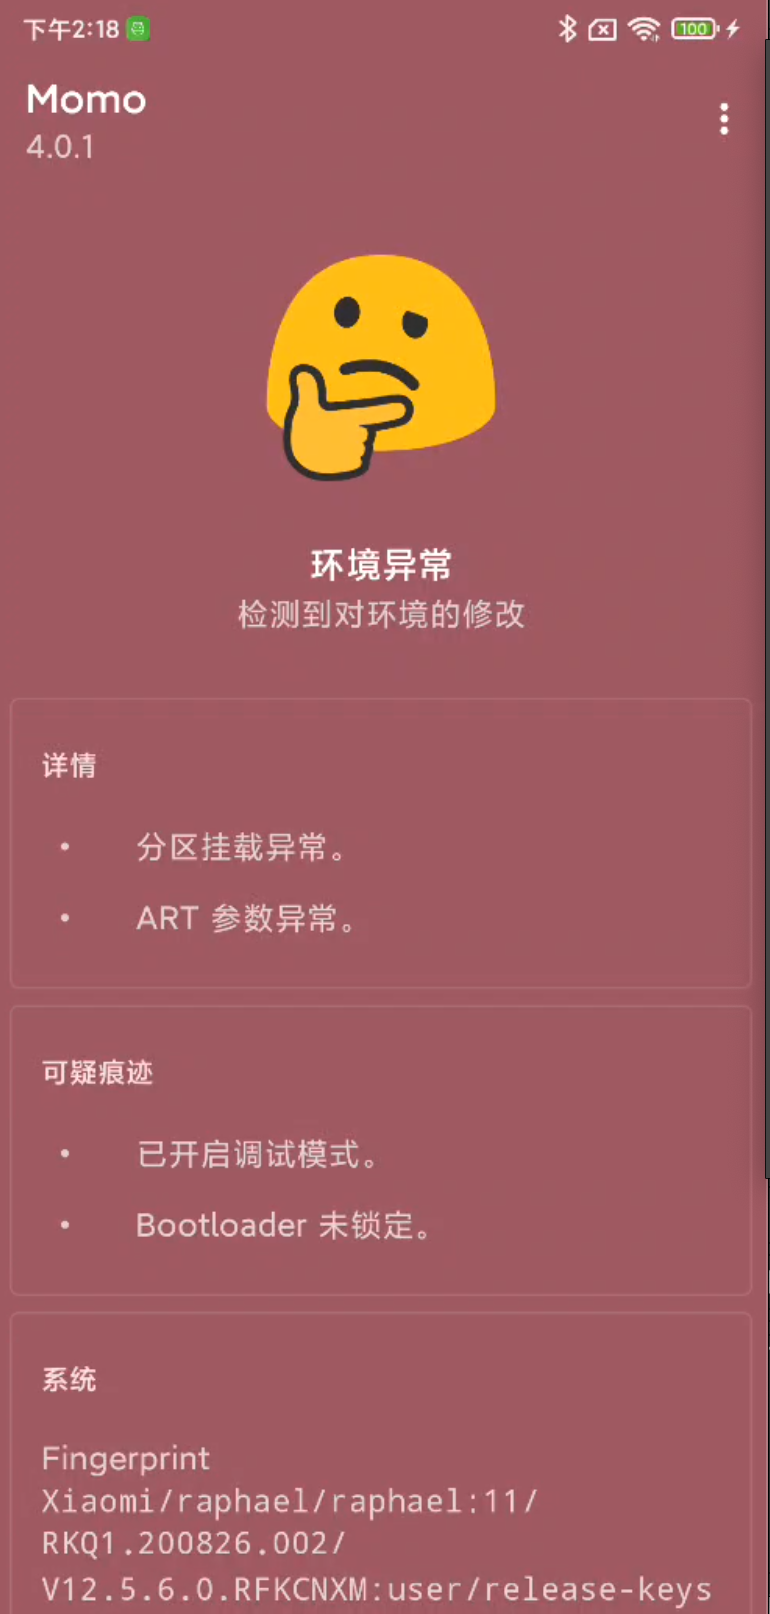 下午2:18
100
Momo
4.0.1
环境异常
检测到对环境的修改
详情
• 分区挂载异常。
• ART 参数异常。
可疑痕迹
• 已开启调试模式。
• Bootloader 未锁定。
系统
Fingerprint
Xiaomi/raphael/raphael:11/
RKQ1.200826.002/
V12.5.6.0.RFKCNXM:user/release-keys